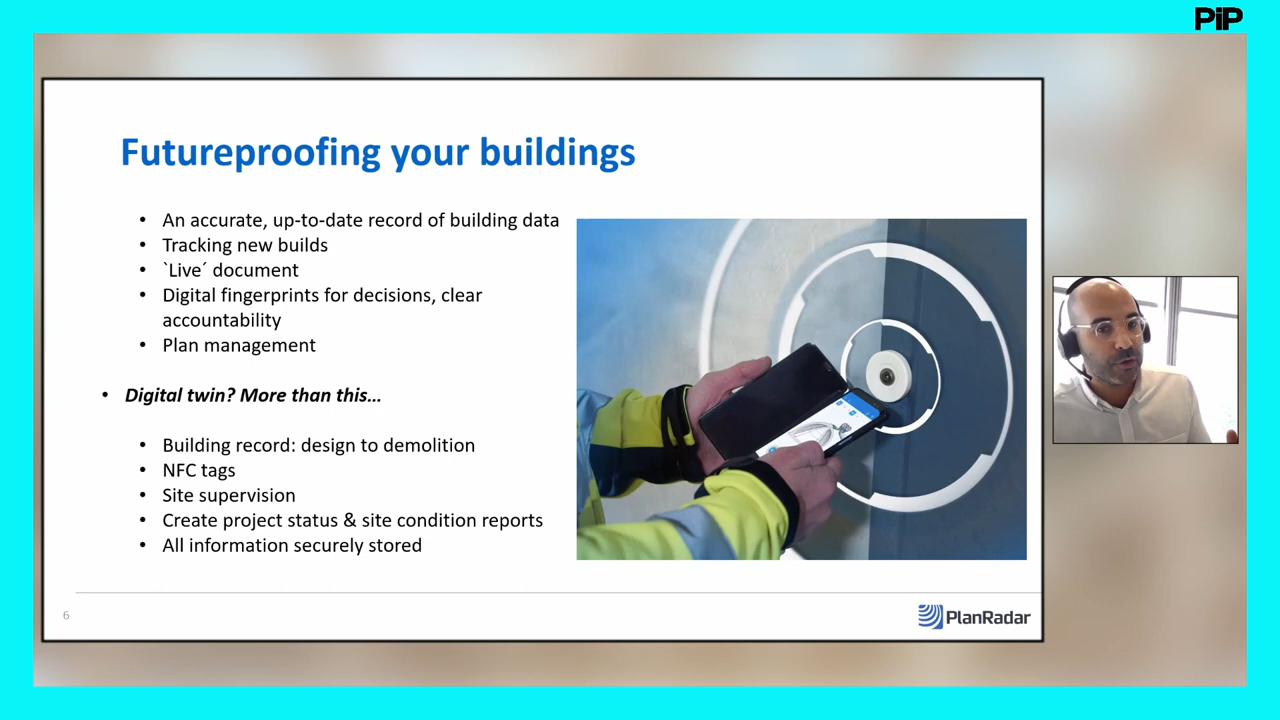 PiP
Futureproofing your buildings
• An accurate, up-to-date record of building data
• Tracking new builds
• `Live´ document
• Digital fingerprints for decisions, clear
accountability
• Plan management
• Digital twin? More than this…
• Building record: design to demolition
• NFC tags
• Site supervision
• Create project status & site condition reports
• All information securely stored
6
PlanRadar